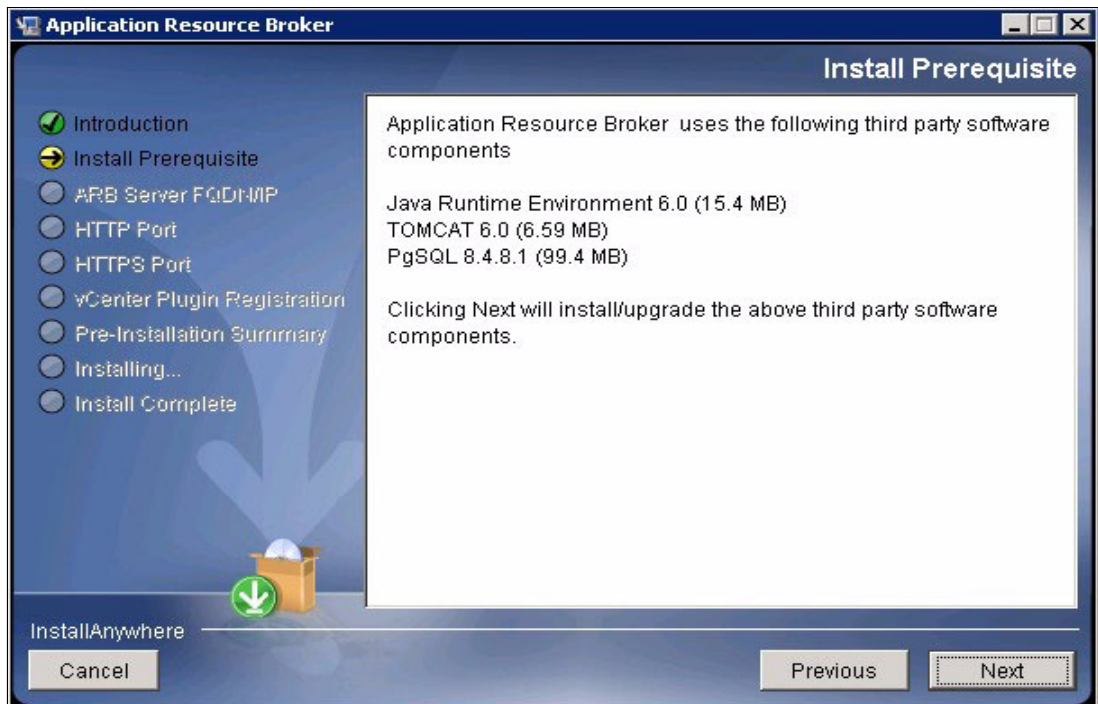 Application Resource Broker
Install Prerequisite
Introduction
Install Prerequisite
ARB Server FQDN/IP
HTTP Port
HTTPS Port
vCenter Plugin Registration
Pre-Installation Summary
Installing...
Install Complete
Application Resource Broker uses the following third party software
components
Java Runtime Environment 6.0 (15.4 MB)
TOMCAT 6.0 (6.59 MB)
PgSQL 8.4.8.1 (99.4 MB)
Clicking Next will install/upgrade the above third party software
components.
InstallAnywhere
Cancel
Previous
Next